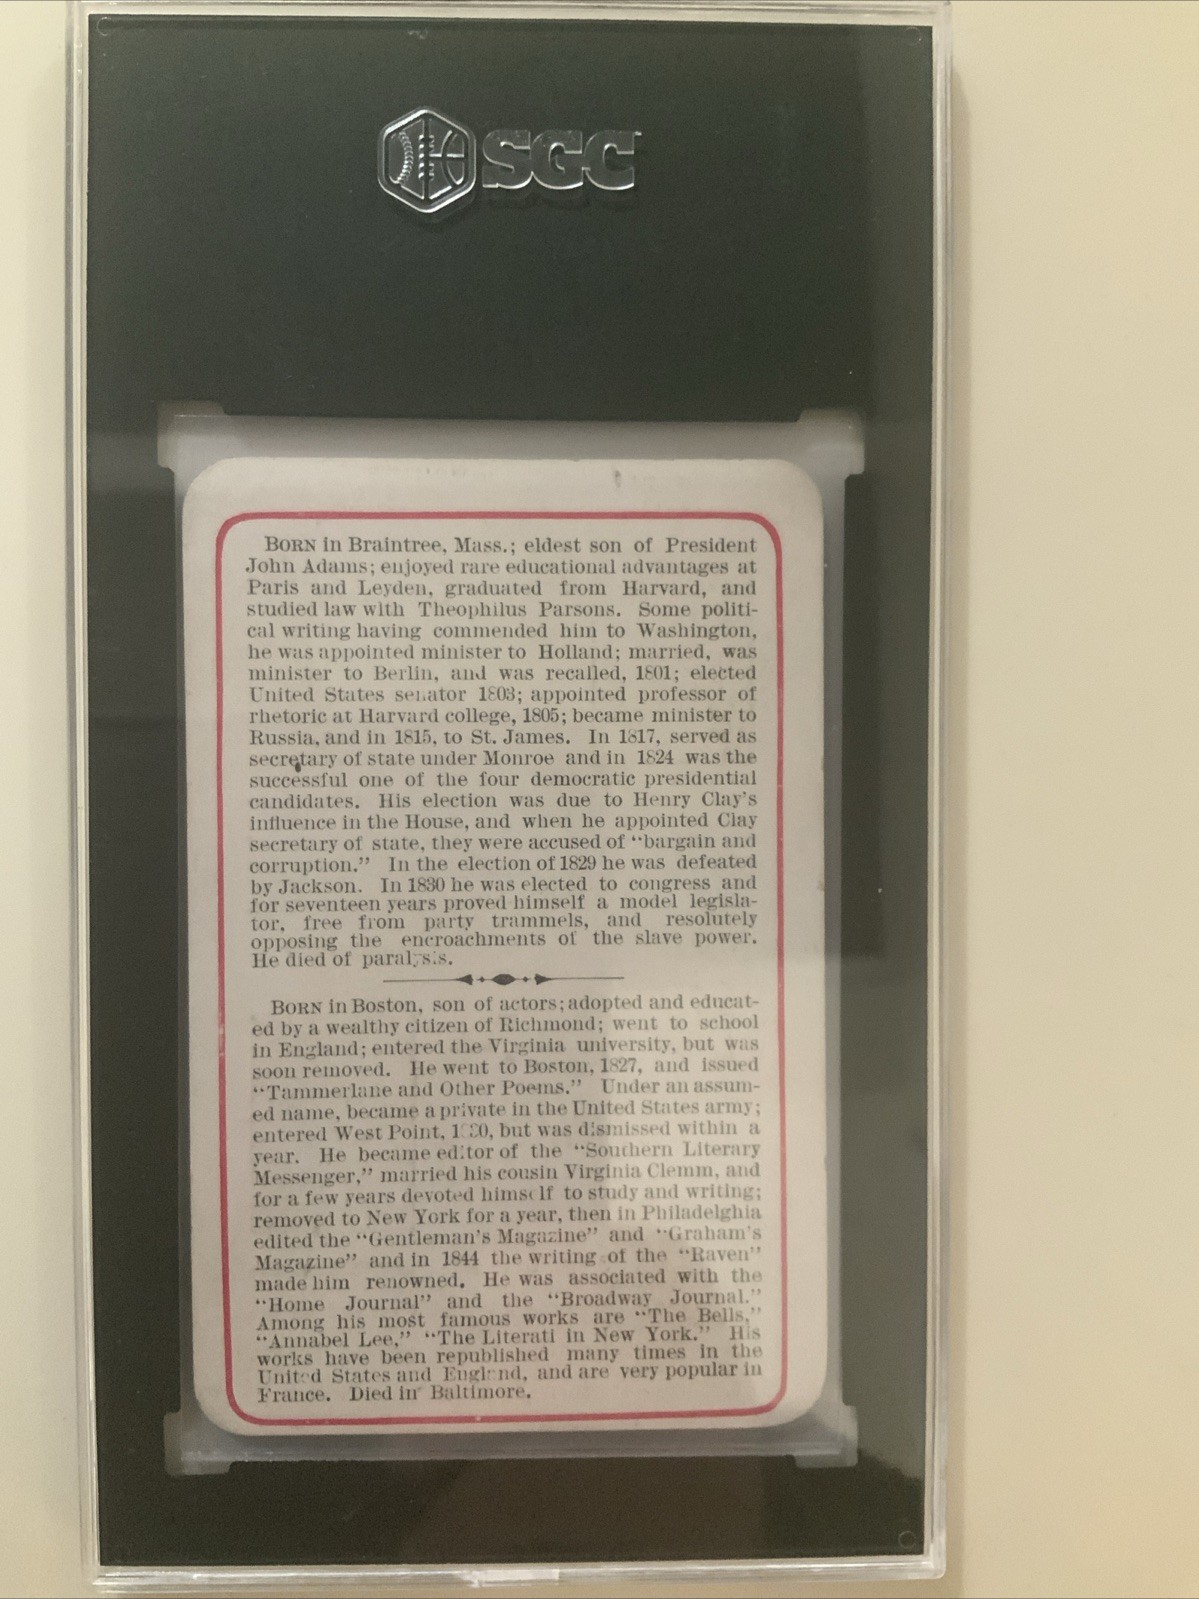 SGC
BORN in Braintree, Mass.; eldest son of President
John Adams; enjoyed rare educational advantages at
Paris and Leyden, graduated from Harvard, and
studied law with Theophilus Parsons. Some politi-
cal writing having commended him to Washington,
he was appointed minister to Holland; married, was
minister to Berlin, and was recalled, 1801; elected
United States senator 1803; appointed professor of
rhetoric at Harvard college, 1805; became minister to
Russia, and in 1815, to St. James. In 1817, served as
secretary of state under Monroe and in 1824 was the
successful one of the four democratic presidential
candidates. His election was due to Henry Clay's
influence in the House, and when he appointed Clay
secretary of state, they were accused of "bargain and
corruption." In the election of 1829 he was defeated
by Jackson. In 1830 he was elected to congress and
for seventeen years proved himself a model legisla-
tor, free from party trammels, and resolutely
opposing the encroachments of the slave power.
He died of paralysis.
BORN in Boston, son of actors; adopted and educat-
ed by a wealthy citizen of Richmond; went to school
in England; entered the Virginia university, but was
soon removed. He went to Boston, 1827, and issued
"Tammerlane and Other Poems." Under an assum-
ed name, became a private in the United States army;
entered West Point, but was dismissed within a
year. He became editor of the "Southern Literary
Messenger," married his cousin Virginia Clemm, and
for a few years devoted himself to study and writing;
removed to New York for a year, then in Philadelghia
edited the "Gentleman's Magazine" and "Graham's
Magazine" and in 1844 the writing of the "Raven"
made him renowned. He was associated with the
"Home Journal" and the "Broadway Journal."
Among his most famous works are "The Bells,"
"Annabel Lee," "The Literati in New York." His
works have been republished many times in the
United States and England, and are very popular in
France. Died in Baltimore.